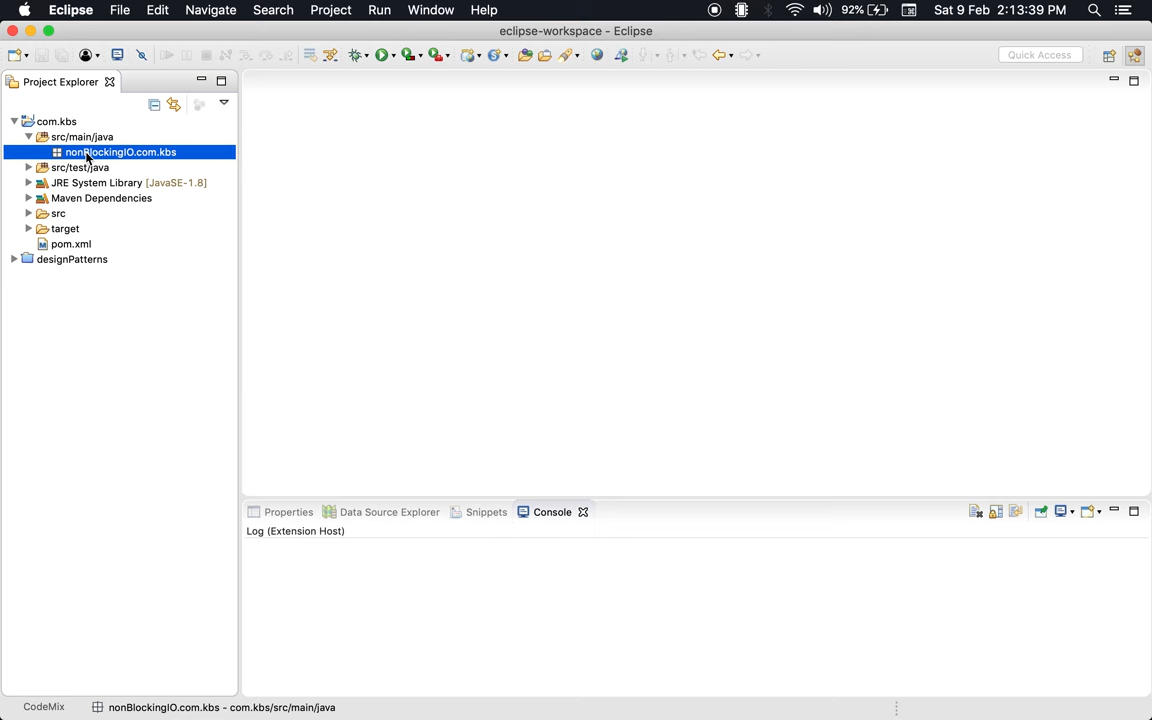 Eclipse File Edit Navigate Search Project Run Window Help 92% Sat 9 Feb 2:13:39 PM
eclipse-workspace - Eclipse
Quick Access
Project Explorer
com.kbs
src/main/java
nonBlockingIO.com.kbs
src/test/java
JRE System Library [JavaSE-1.8]
Maven Dependencies
src
target
pom.xml
designPatterns
Properties Data Source Explorer Snippets Console
Log (Extension Host)
CodeMix nonBlockingIO.com.kbs - com.kbs/src/main/java